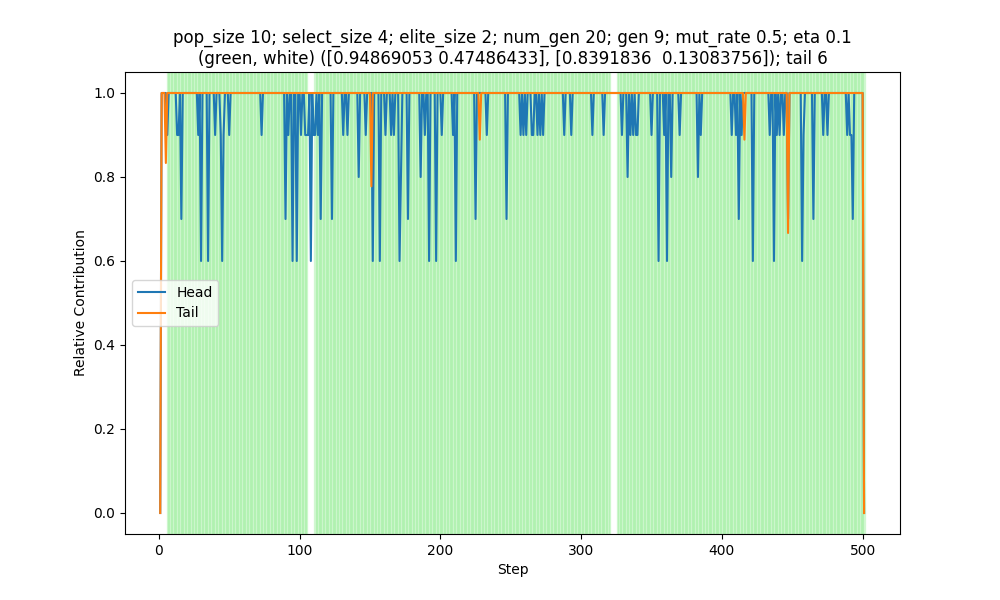 pop_size 10; select_size 4; elite_size 2; num_gen 20; gen 9; mut_rate 0.5; eta 0.1
(green, white) ([0.94869053 0.47486433], [0.8391836  0.13083756]); tail 6
1.0
0.8
0.6
0.4
0.2
0.0
Relative Contribution
Head
Tail
0
100
200
300
400
500
Step